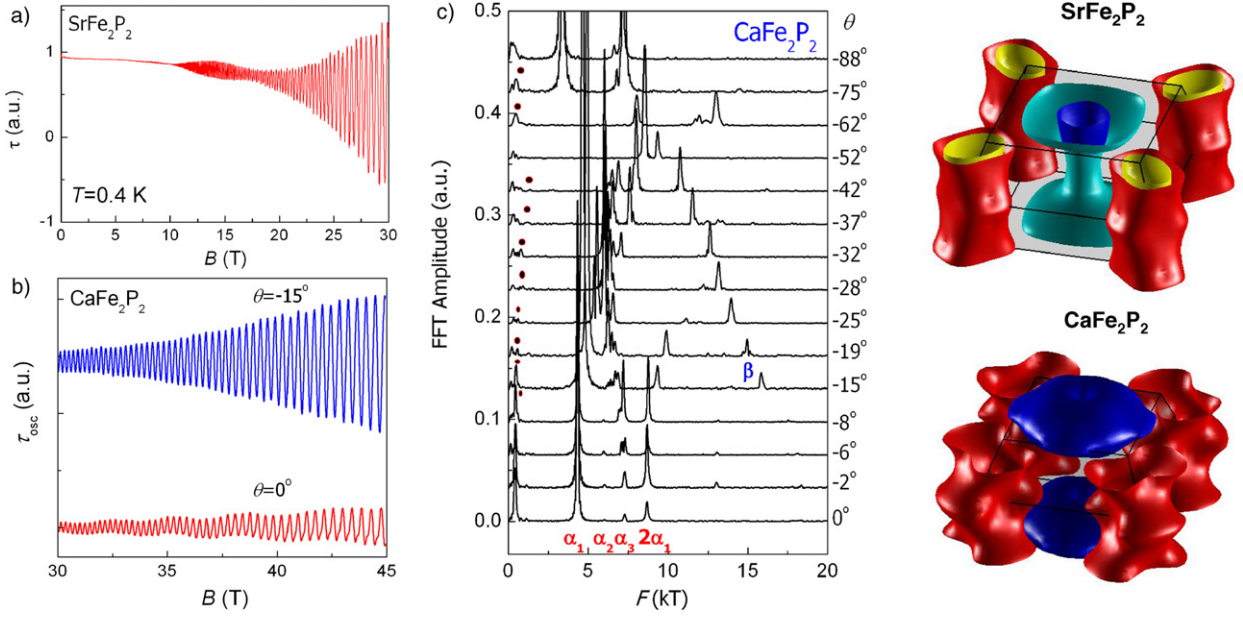 a)
SrFe₂P₂
τ (a.u.)
1
0
-1
T=0.4 K
0 5 10 15 20 25 30
B (T)
b)
CaFe₂P₂
θ=-15°
τosc (a.u.)
θ=0°
30 35 40 45
B (T)
c)
CaFe₂P₂
θ
FFT Amplitude (a.u.)
0.5
0.4
0.3
0.2
0.1
0.0
-88°
-75°
-62°
-52°
-42°
-37°
-32°
-28°
-25°
-19°
β
-15°
-8°
-6°
-2°
0°
α₁ α₂ α₃ 2α₁
0 5 10 15 20
F (kT)
SrFe₂P₂
CaFe₂P₂